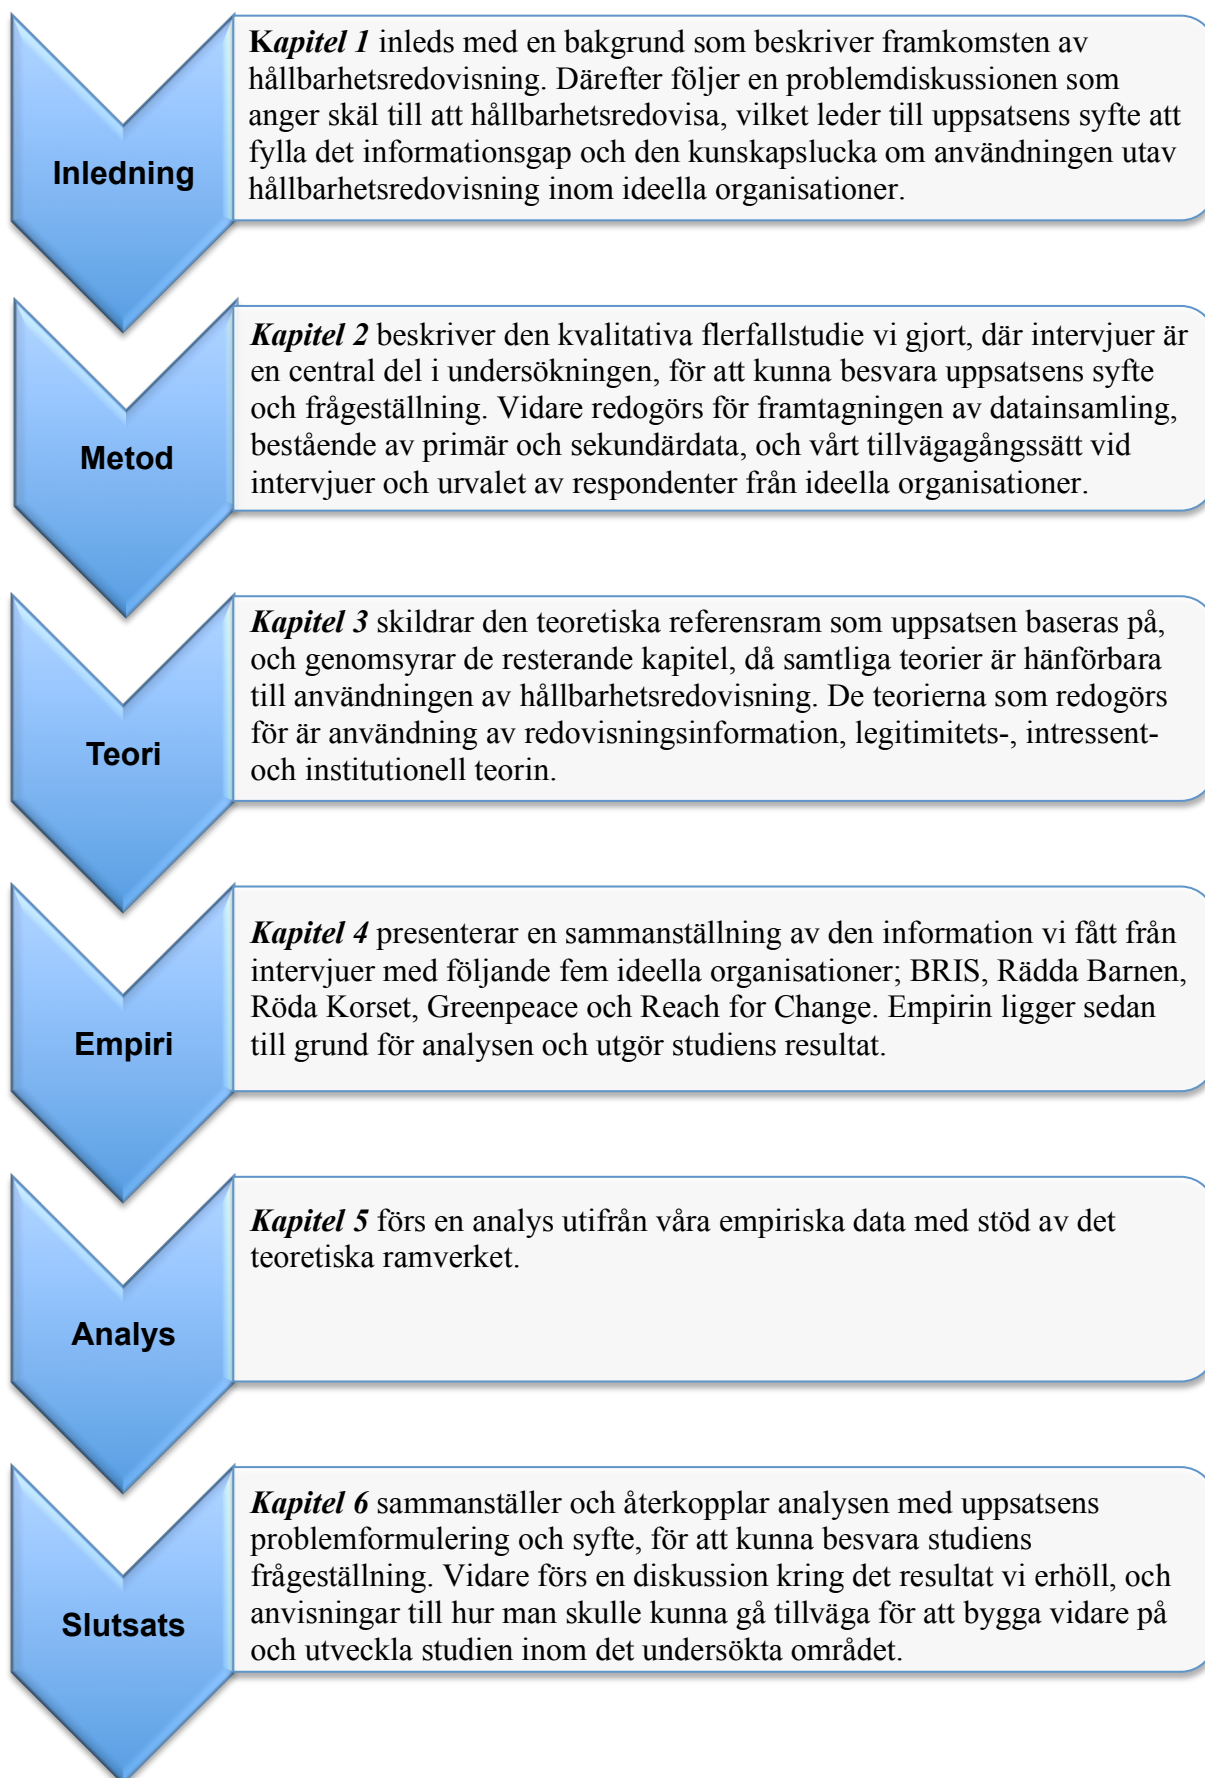 Inledning
Kapitel 1 inleds med en bakgrund som beskriver framkomsten av
hållbarhetsredovisning. Därefter följer en problemdiskussionen som
anger skäl till att hållbarhetsredovisa, vilket leder till uppsatsens syfte att
fylla det informationsgap och den kunskapslucka om användningen utav
hållbarhetsredovisning inom ideella organisationer.
Metod
Kapitel 2 beskriver den kvalitativa flerfallstudie vi gjort, där intervjuer är
en central del i undersökningen, för att kunna besvara uppsatsens syfte
och frågeställning. Vidare redogörs för framtagningen av datainsamling,
bestående av primär och sekundärdata, och vårt tillvägagångssätt vid
intervjuer och urvalet av respondenter från ideella organisationer.
Teori
Kapitel 3 skildrar den teoretiska referensram som uppsatsen baseras på,
och genomsyrar de resterande kapitel, då samtliga teorier är hänförbara
till användningen av hållbarhetsredovisning. De teorierna som redogörs
för är användning av redovisningsinformation, legitimitets-, intressent-
och institutionell teorin.
Empiri
Kapitel 4 presenterar en sammanställning av den information vi fått från
intervjuer med följande fem ideella organisationer; BRIS, Rädda Barnen,
Röda Korset, Greenpeace och Reach for Change. Empirin ligger sedan
till grund för analysen och utgör studiens resultat.
Analys
Kapitel 5 förs en analys utifrån våra empiriska data med stöd av det
teoretiska ramverket.
Slutsats
Kapitel 6 sammanställer och återkopplar analysen med uppsatsens
problemformulering och syfte, för att kunna besvara studiens
frågeställning. Vidare förs en diskussion kring det resultat vi erhöll, och
anvisningar till hur man skulle kunna gå tillväga för att bygga vidare på
och utveckla studien inom det undersökta området.